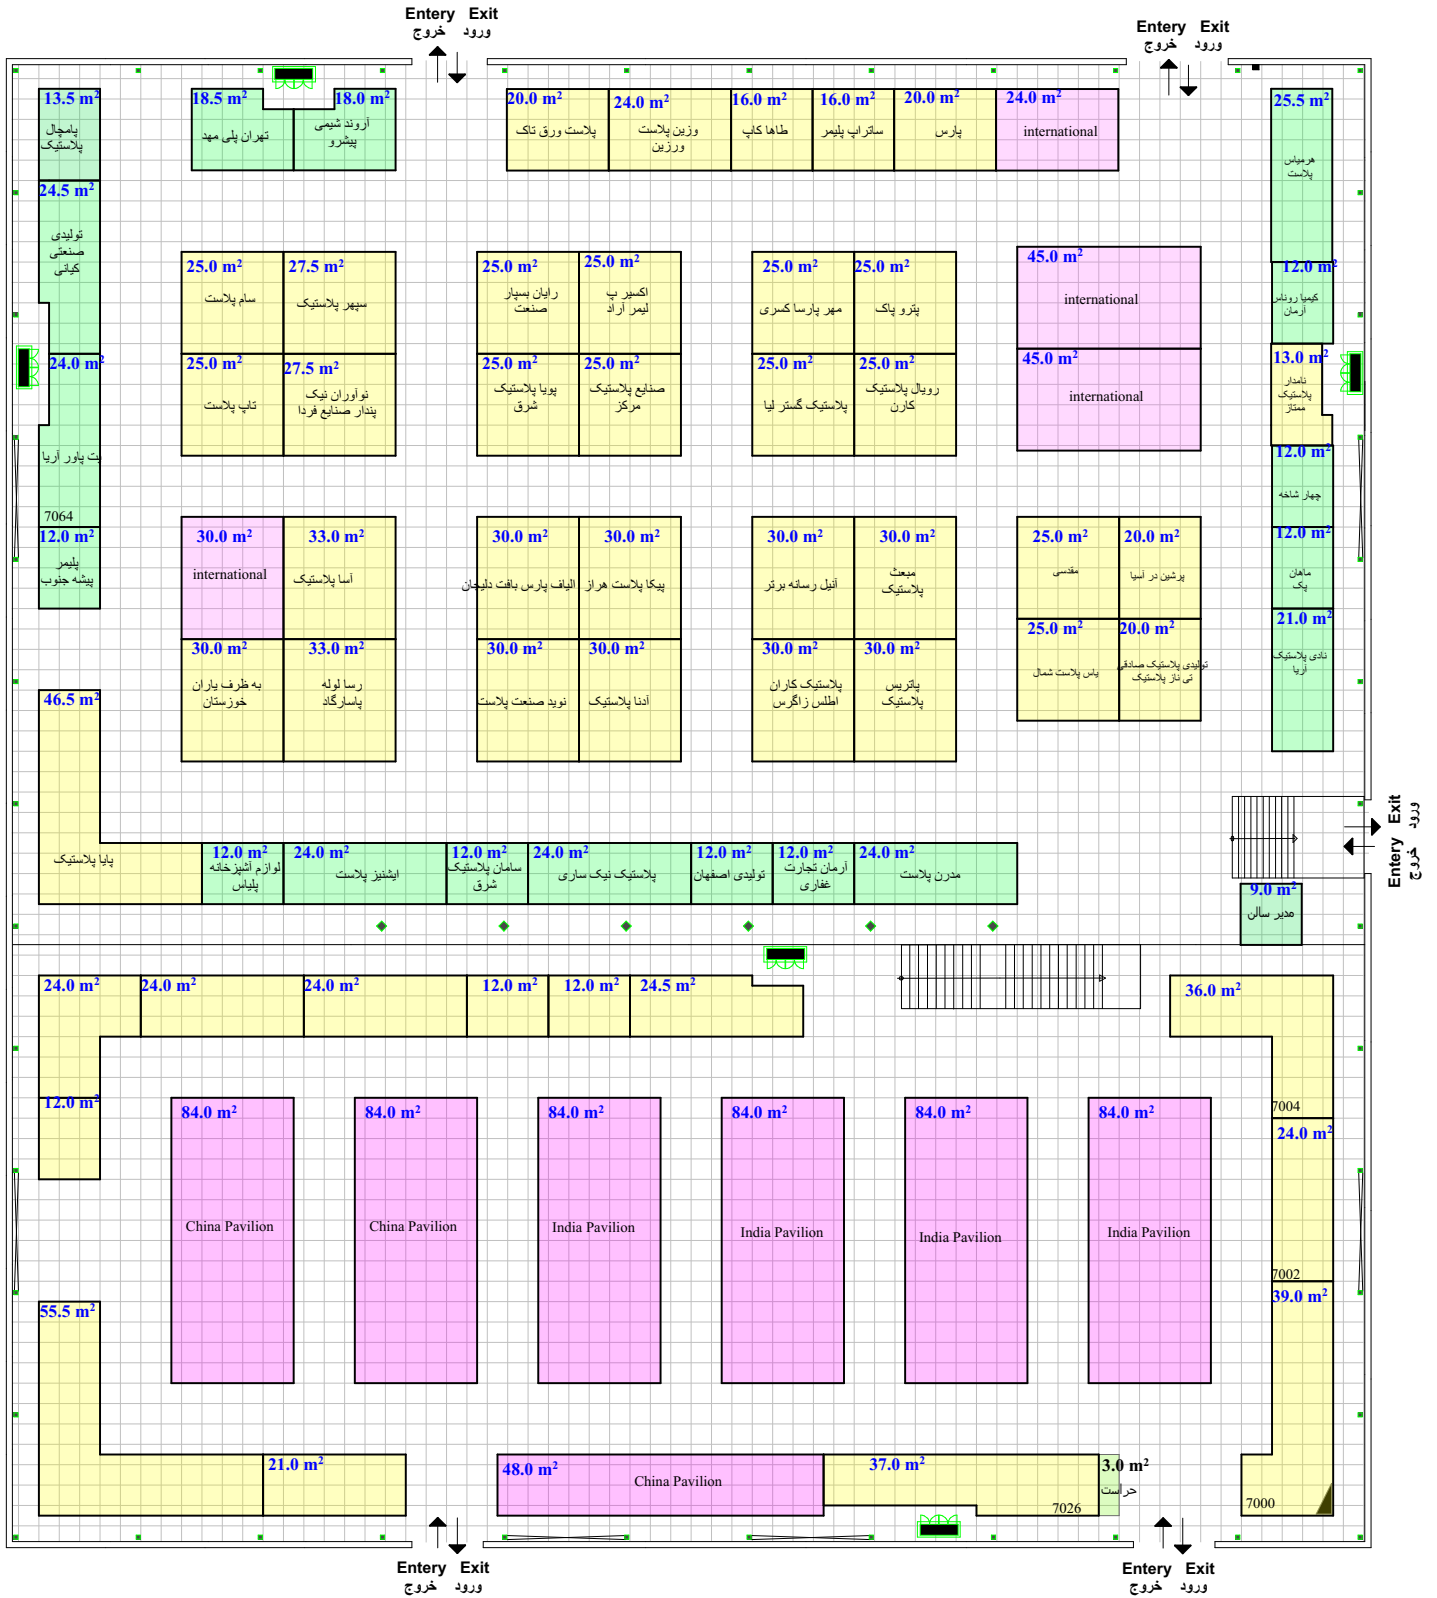 Entery Exit
خروج ورود
Entery Exit
خروج ورود
13.5 m²
پامچال
پلاستیک
18.5 m²
تهران پلی مهد
18.0 m²
آروند شیمی
پیشرو
20.0 m²
پلاست ورق تاک
24.0 m²
وزین پلاست
ورزین
16.0 m²
طاها کاپ
16.0 m²
ساتراپ پلیمر
20.0 m²
پارس
24.0 m²
international
25.5 m²
هرمیاس
پلاست
24.5 m²
تولیدی
صنعتی
کیانی
25.0 m²
سام پلاست
27.5 m²
سپهر پلاستیک
25.0 m²
رایان بسپار
صنعت
25.0 m²
اکسیر پ
لیمر آراد
25.0 m²
مهر پارسا کسری
25.0 m²
پترو پاک
45.0 m²
international
12.0 m²
کیمیا روناس
آرمان
24.0 m²
پت پاور آریا
7064
25.0 m²
تاپ پلاست
27.5 m²
نوآوران نیک
پندار صنایع فردا
25.0 m²
پویا پلاستیک
شرق
25.0 m²
صنایع پلاستیک
مرکز
25.0 m²
پلاستیک گستر لیا
25.0 m²
رویال پلاستیک
کارن
45.0 m²
international
13.0 m²
نامدار
پلاستیک
ممتاز
12.0 m²
چهار شاخه
12.0 m²
پلیمر
پیشه جنوب
30.0 m²
international
33.0 m²
آسا پلاستیک
30.0 m²
الیاف پارس بافت دلیجان
30.0 m²
پیکا پلاست هراز
30.0 m²
آنیل رسانه برتر
30.0 m²
مبعث
پلاستیک
25.0 m²
مقدسی
20.0 m²
پرشین در آسیا
12.0 m²
ماهان
پک
30.0 m²
به ظرف یاران
خوزستان
33.0 m²
رسا لوله
پاسارگاد
30.0 m²
نوید صنعت پلاست
30.0 m²
آدنا پلاستیک
30.0 m²
پلاستیک کاران
اطلس زاگرس
30.0 m²
پاتریس
پلاستیک
25.0 m²
یاس پلاست شمال
20.0 m²
تولیدی پلاستیک صادقی
تی ناز پلاستیک
21.0 m²
نادی پلاستیک
آریا
46.5 m²
پایا پلاستیک
12.0 m²
لوازم آشپزخانه
پلیاس
24.0 m²
ایشنیز پلاست
12.0 m²
سامان پلاستیک
شرق
24.0 m²
پلاستیک نیک ساری
12.0 m²
تولیدی اصفهان
12.0 m²
آرمان تجارت
غفاری
24.0 m²
مدرن پلاست
Exit
ورود
Entery
خروج
9.0 m²
مدیر سالن
24.0 m²
24.0 m²
24.0 m²
12.0 m²
12.0 m²
24.5 m²
36.0 m²
7004
12.0 m²
84.0 m²
China Pavilion
84.0 m²
China Pavilion
84.0 m²
India Pavilion
84.0 m²
India Pavilion
84.0 m²
India Pavilion
84.0 m²
India Pavilion
24.0 m²
7002
39.0 m²
7000
55.5 m²
21.0 m²
48.0 m²
China Pavilion
37.0 m²
7026
3.0 m²
حراست
Entery Exit
خروج ورود
Entery Exit
خروج ورود